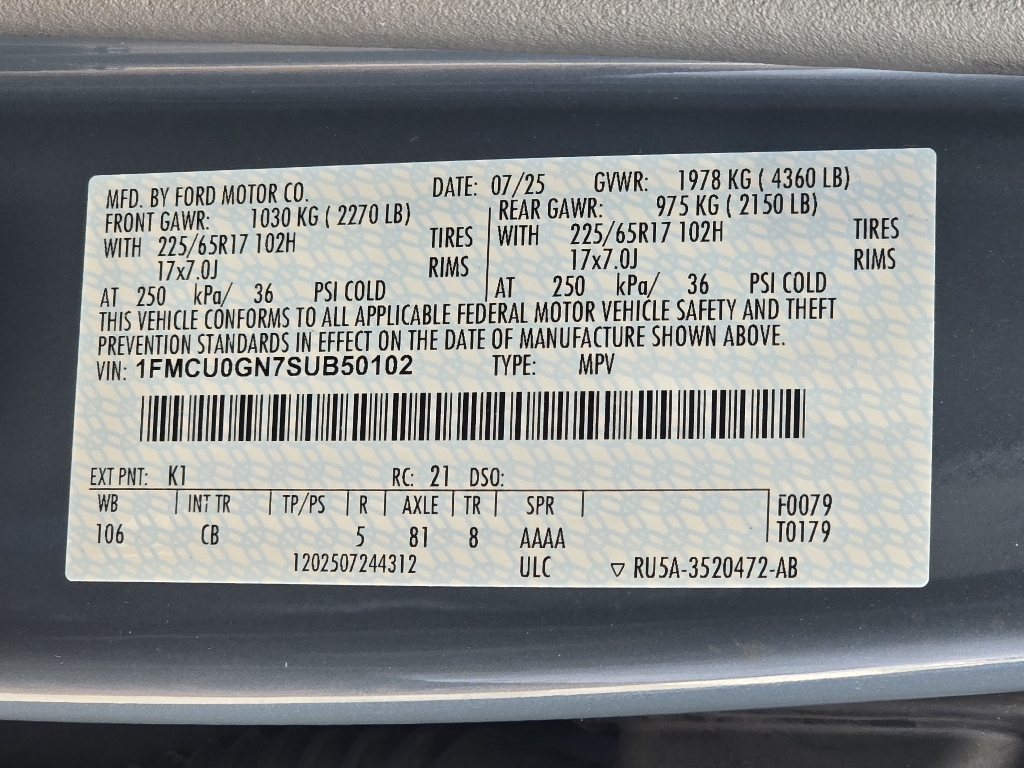 MFD. BY FORD MOTOR CO. DATE: 07/25 GVWR: 1978 KG ( 4360 LB)
FRONT GAWR: 1030 KG ( 2270 LB) REAR GAWR: 975 KG ( 2150 LB)
WITH 225/65R17 102H TIRES WITH 225/65R17 102H TIRES
17x7.0J RIMS 17x7.0J RIMS
AT 250 kPa/ 36 PSI COLD AT 250 kPa/ 36 PSI COLD
THIS VEHICLE CONFORMS TO ALL APPLICABLE FEDERAL MOTOR VEHICLE SAFETY AND THEFT
PREVENTION STANDARDS IN EFFECT ON THE DATE OF MANUFACTURE SHOWN ABOVE.
VIN: 1FMCU0GN7SUB50102 TYPE: MPV
EXT PNT: K1 RC: 21 DSO:
WB INT TR TP/PS R AXLE TR SPR F0079
106 CB 5 81 8 AAAA T0179
1202507244312 ULC ▽ RU5A-3520472-AB